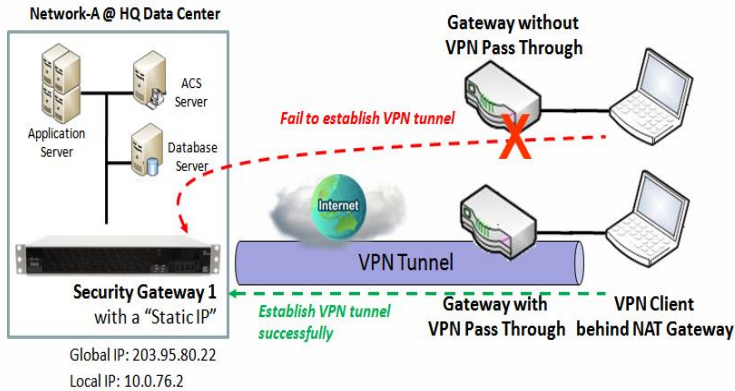 Network-A @ HQ Data Center
Application
Server
ACS
Server
Database
Server
Gateway without
VPN Pass Through
Fail to establish VPN tunnel
X
Internet
VPN Tunnel
Security Gateway 1
with a “Static IP”
Establish VPN tunnel
successfully
Gateway with
VPN Pass Through
VPN Client
behind NAT Gateway
Global IP: 203.95.80.22
Local IP: 10.0.76.2